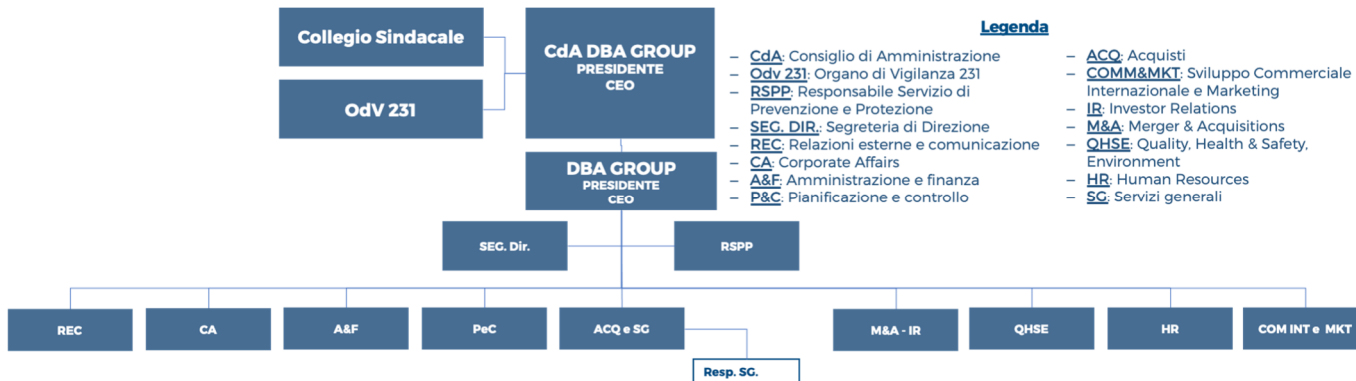 Collegio Sindacale
OdV 231
CdA DBA GROUP
PRESIDENTE
CEO
DBA GROUP
PRESIDENTE
CEO
Legenda
– CdA: Consiglio di Amministrazione
– Odv 231: Organo di Vigilanza 231
– RSPP: Responsabile Servizio di
Prevenzione e Protezione
– SEG. DIR.: Segreteria di Direzione
– REC: Relazioni esterne e comunicazione
– CA: Corporate Affairs
– A&F: Amministrazione e finanza
– P&C: Pianificazione e controllo
– ACQ: Acquisti
– COMM&MKT: Sviluppo Commerciale
Internazionale e Marketing
– IR: Investor Relations
– M&A: Merger & Acquisitions
– QHSE: Quality, Health & Safety,
Environment
– HR: Human Resources
– SG: Servizi generali
SEG. Dir.
RSPP
REC
CA
A&F
PeC
ACQ e SG
M&A - IR
QHSE
HR
COM INT e MKT
Resp. SG.